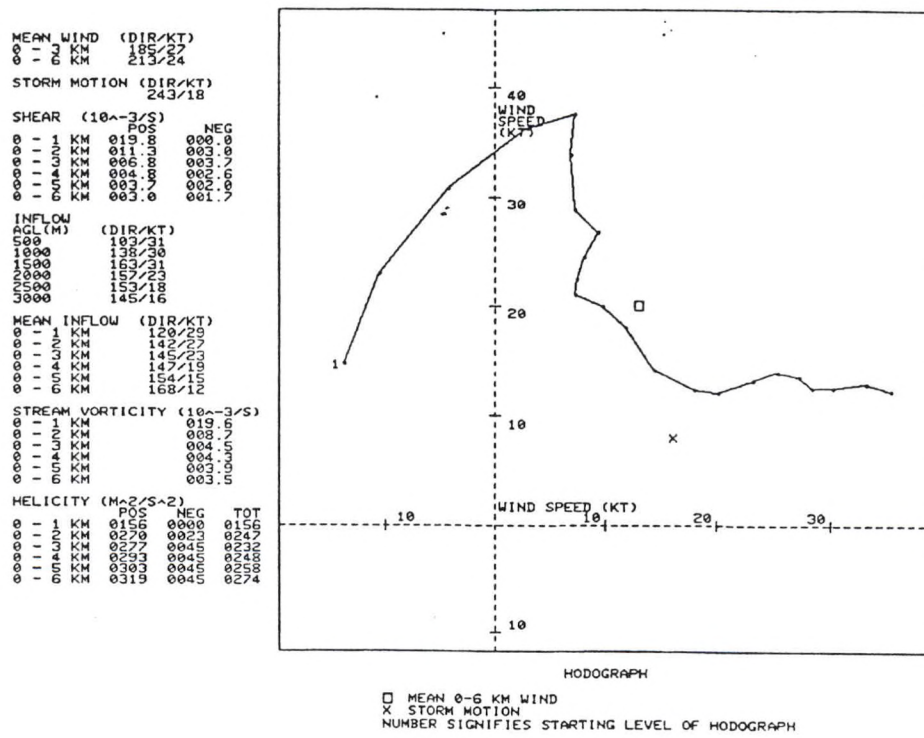 MEAN WIND (DIR/KT)
0 - 3 KM 185/27
0 - 6 KM 213/24
STORM MOTION (DIR/KT)
243/18
SHEAR (10^-3/S)
POS NEG
0 - 1 KM 019.8 000.0
0 - 2 KM 011.3 003.0
0 - 3 KM 006.8 003.7
0 - 4 KM 004.8 002.6
0 - 5 KM 003.7 002.0
0 - 6 KM 003.0 001.7
INFLOW
AGL(M) (DIR/KT)
500 103/31
1000 138/30
1500 163/31
2000 157/23
2500 153/18
3000 145/16
MEAN INFLOW (DIR/KT)
0 - 1 KM 120/29
0 - 2 KM 142/27
0 - 3 KM 145/23
0 - 4 KM 147/19
0 - 5 KM 154/15
0 - 6 KM 168/12
STREAM VORTICITY (10^-3/S)
0 - 1 KM 019.6
0 - 2 KM 008.7
0 - 3 KM 004.5
0 - 4 KM 004.3
0 - 5 KM 003.9
0 - 6 KM 003.5
HELICITY (M^2/S^2)
POS NEG TOT
0 - 1 KM 0156 0000 0156
0 - 2 KM 0270 0023 0247
0 - 3 KM 0277 0045 0232
0 - 4 KM 0293 0045 0248
0 - 5 KM 0303 0045 0258
0 - 6 KM 0319 0045 0274
40
WIND
SPEED
(KT)
30
20
1
10
WIND SPEED (KT)
10 10 20 30
10
HODOGRAPH
□ MEAN 0-6 KM WIND
× STORM MOTION
NUMBER SIGNIFIES STARTING LEVEL OF HODOGRAPH